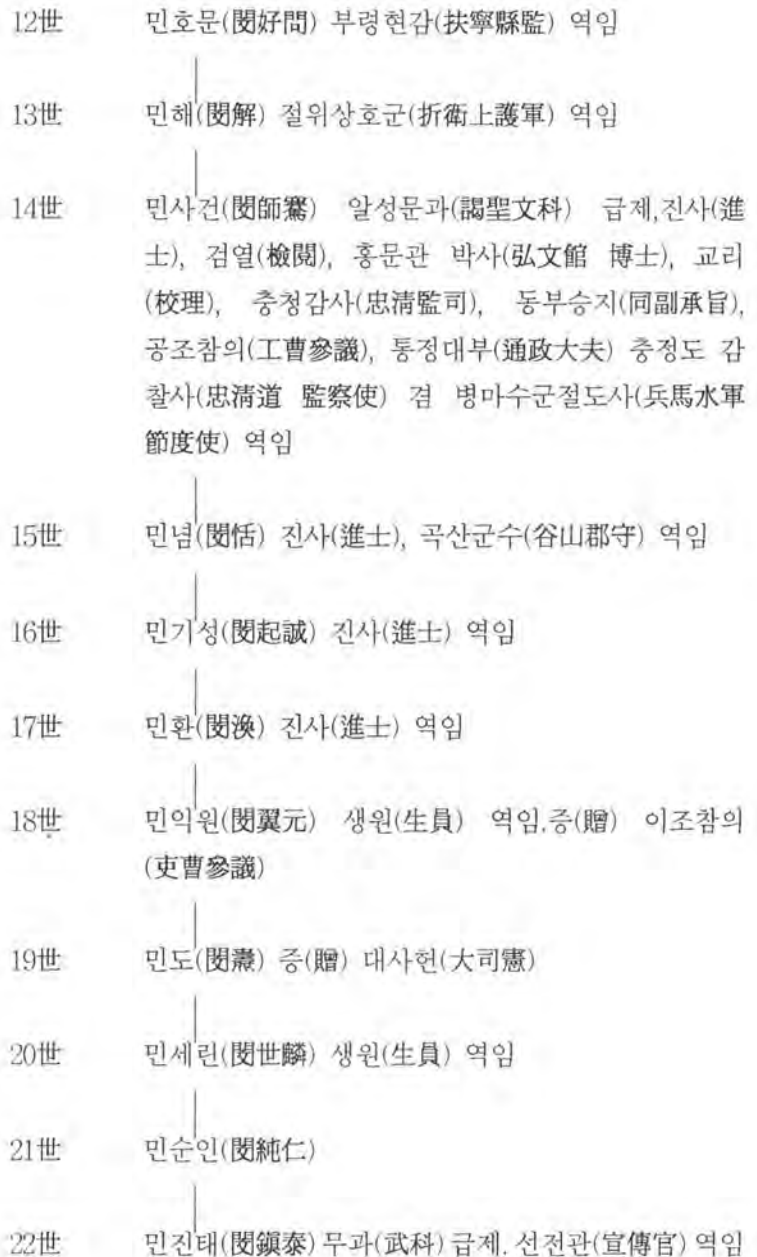 12世 민호문(閔好問) 부령현감(扶寧縣監) 역임
13世 민해(閔解) 절위상호군(折衛上護軍) 역임
14世 민사건(閔師騫) 알성문과(謁聖文科) 급제,진사(進
士), 검열(檢閱), 홍문관 박사(弘文館 博士), 교리
(校理), 충청감사(忠淸監司), 동부승지(同副承旨),
공조참의(工曹參議), 통정대부(通政大夫) 충정도 감
찰사(忠淸道 監察使) 겸 병마수군절도사(兵馬水軍
節度使) 역임
15世 민념(閔恬) 진사(進士), 곡산군수(谷山郡守) 역임
16世 민기성(閔起誠) 진사(進士) 역임
17世 민환(閔渙) 진사(進士) 역임
18世 민익원(閔翼元) 생원(生員) 역임,증(贈) 이조참의
(吏曹參議)
19世 민도(閔燾) 증(贈) 대사헌(大司憲)
20世 민세린(閔世麟) 생원(生員) 역임
21世 민순인(閔純仁)
22世 민진태(閔鎭泰) 무과(武科) 급제, 선전관(宣傳官) 역임